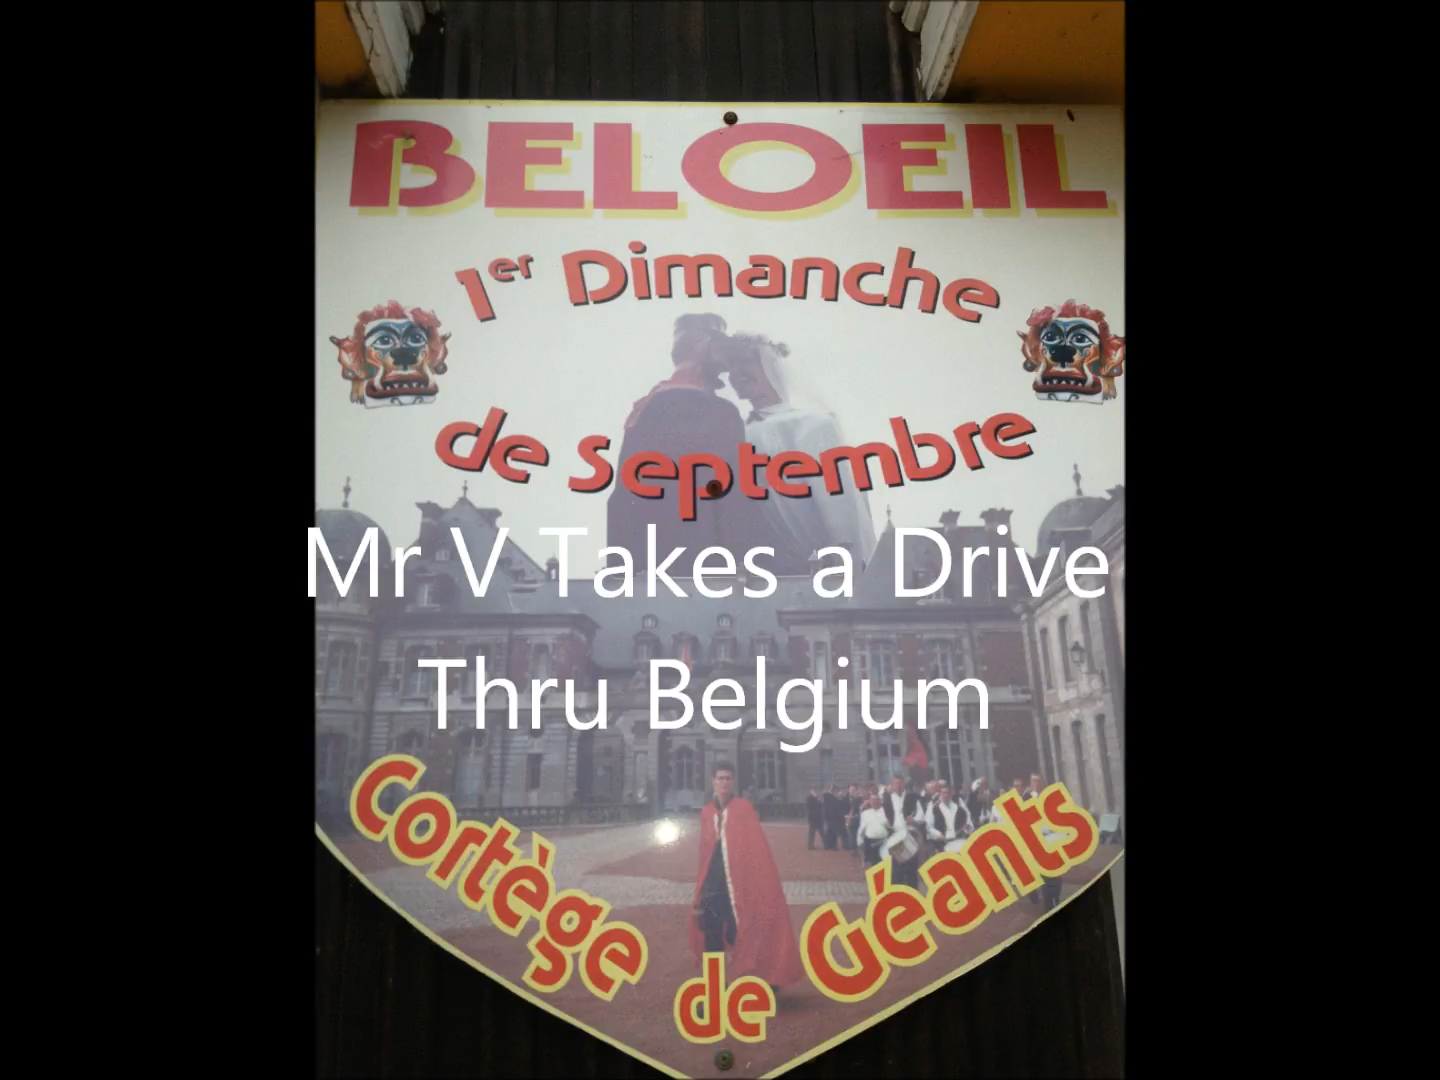 BELOEIL
1er Dimanche
de Septembre
Mr V Takes a Drive
Thru Belgium
Cortège
de
Géants